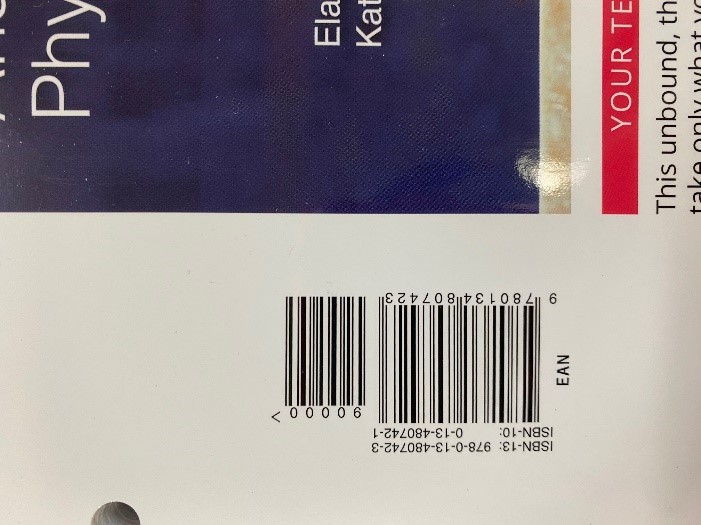 Phy
Ela
Kat
YOUR TE
This unbound, th
take only what yo
ISBN-13: 978-0-13-480742-3
ISBN-10: 0-13-480742-1
EAN
9 780134 807423
90000 >